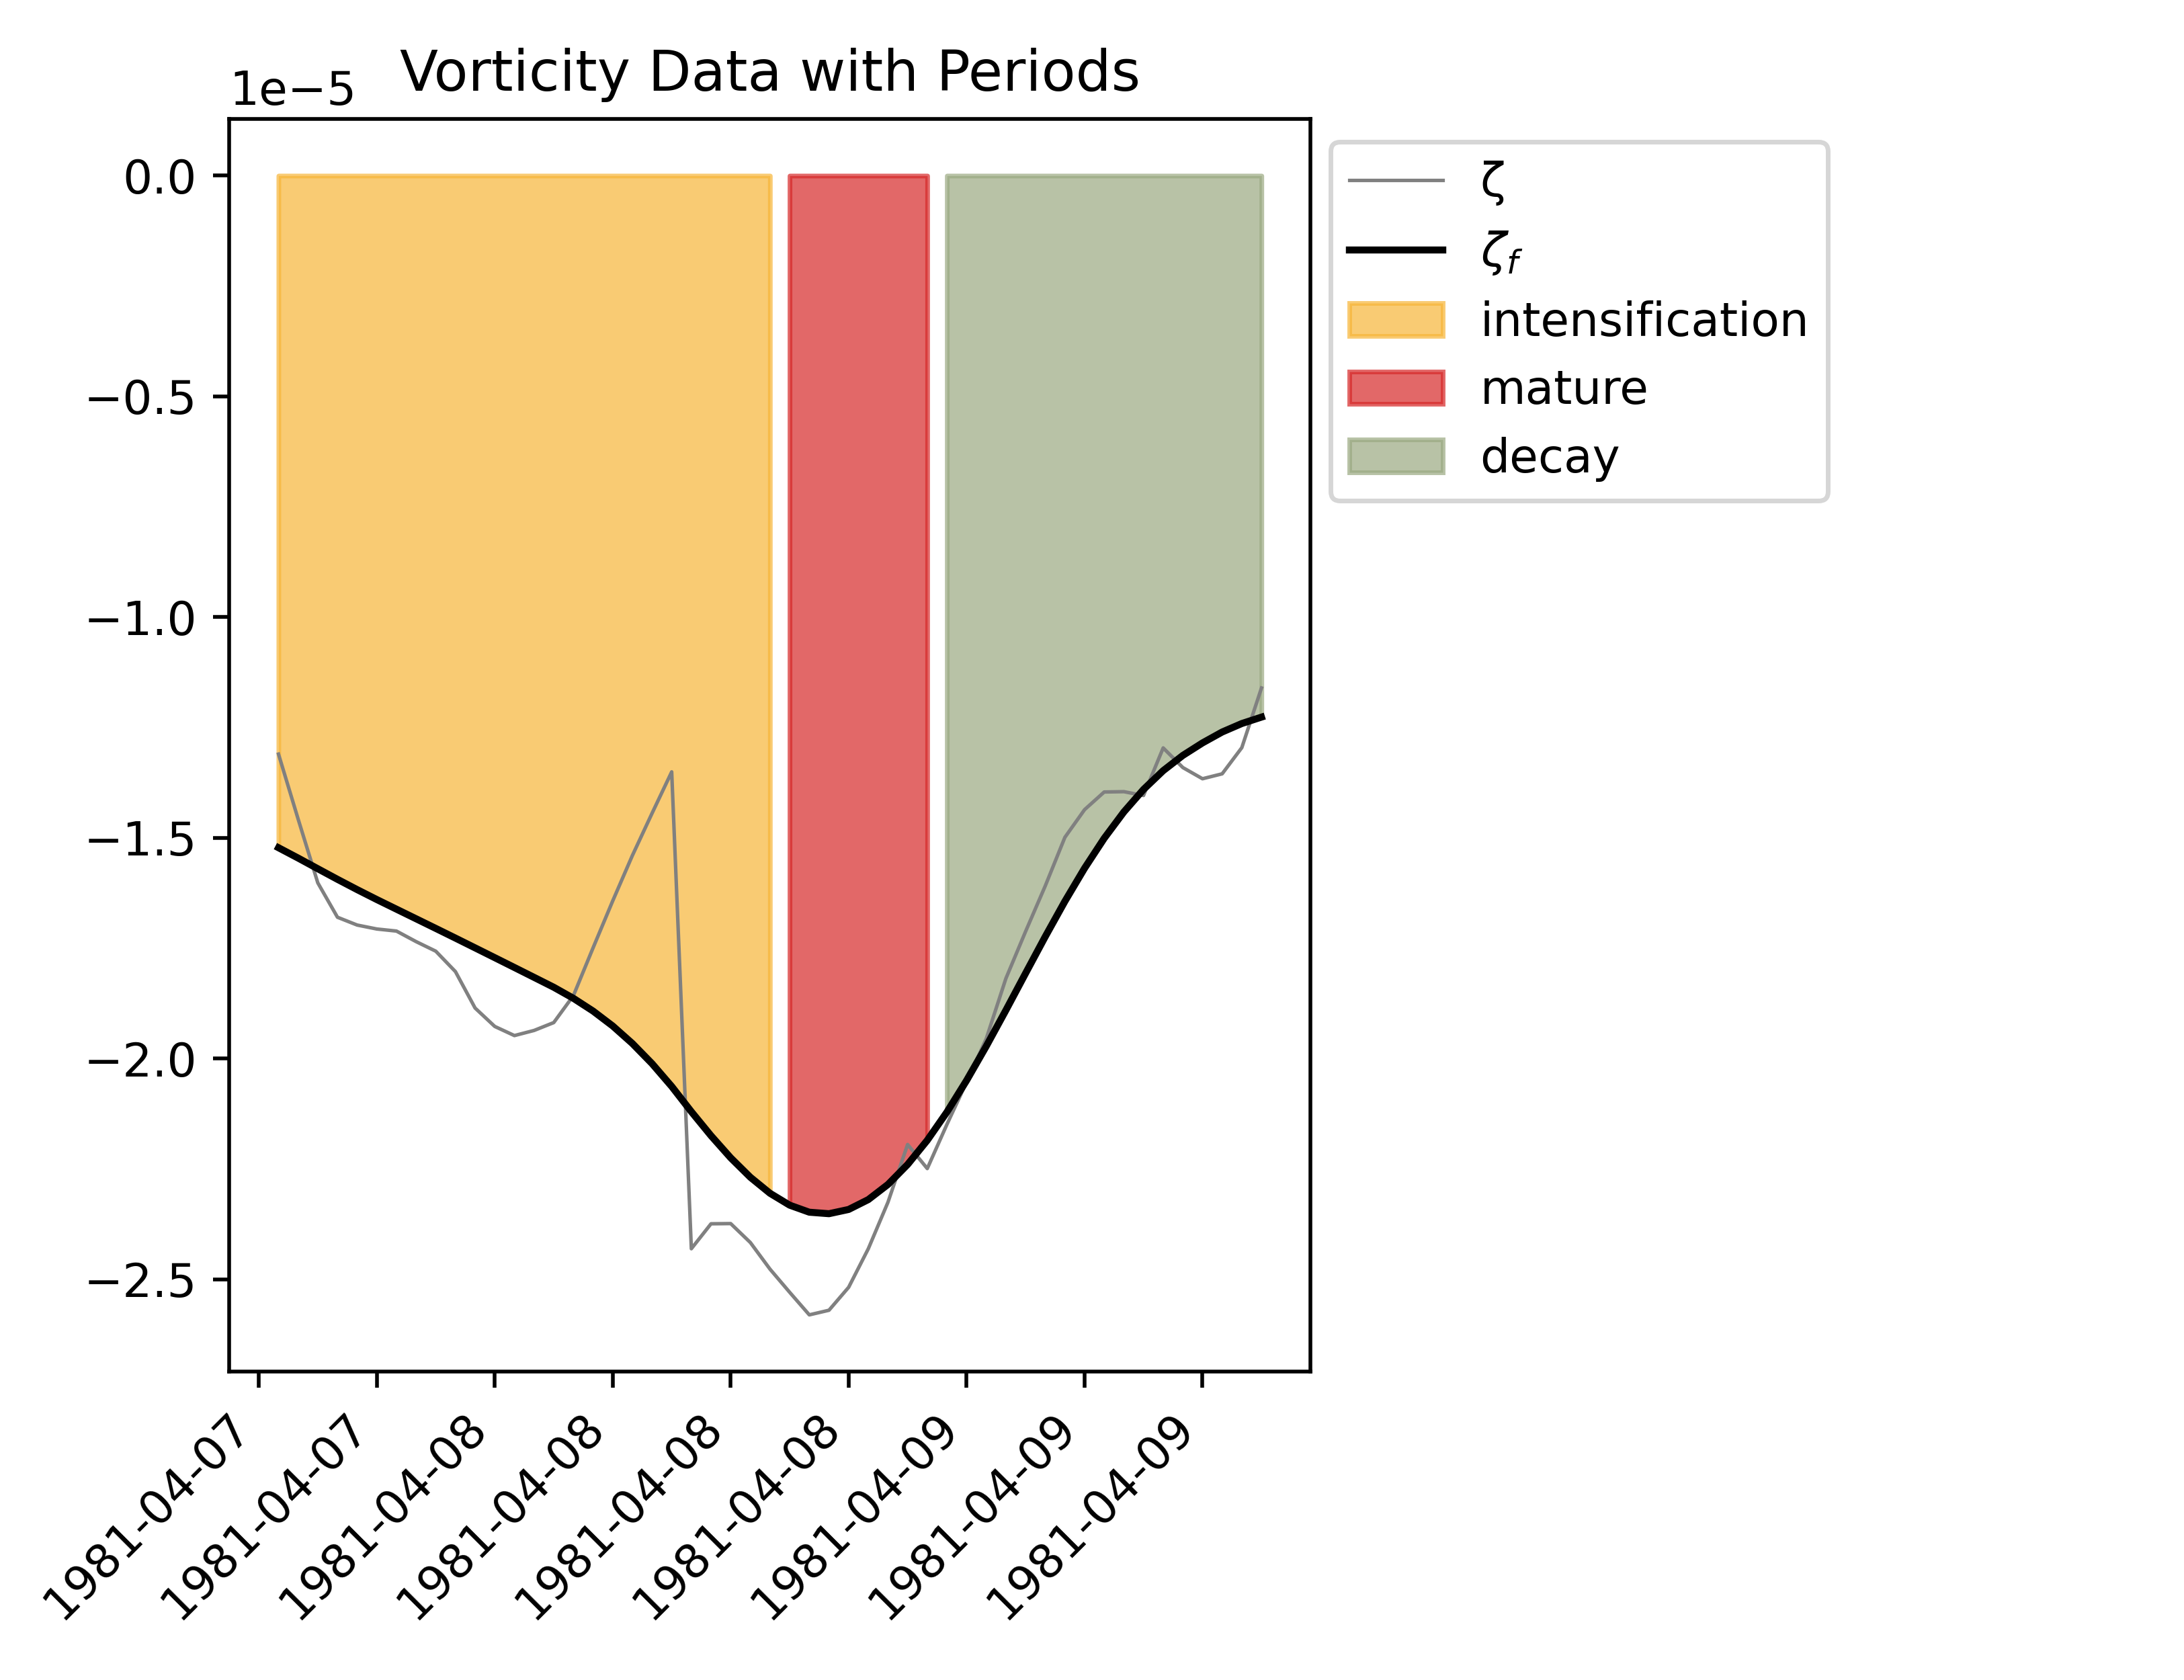 Vorticity Data with Periods
1e−5
0.0
−0.5
−1.0
−1.5
−2.0
−2.5
1981-04-07
1981-04-07
1981-04-08
1981-04-08
1981-04-08
1981-04-08
1981-04-09
1981-04-09
1981-04-09
ζ
ζf
intensification
mature
decay